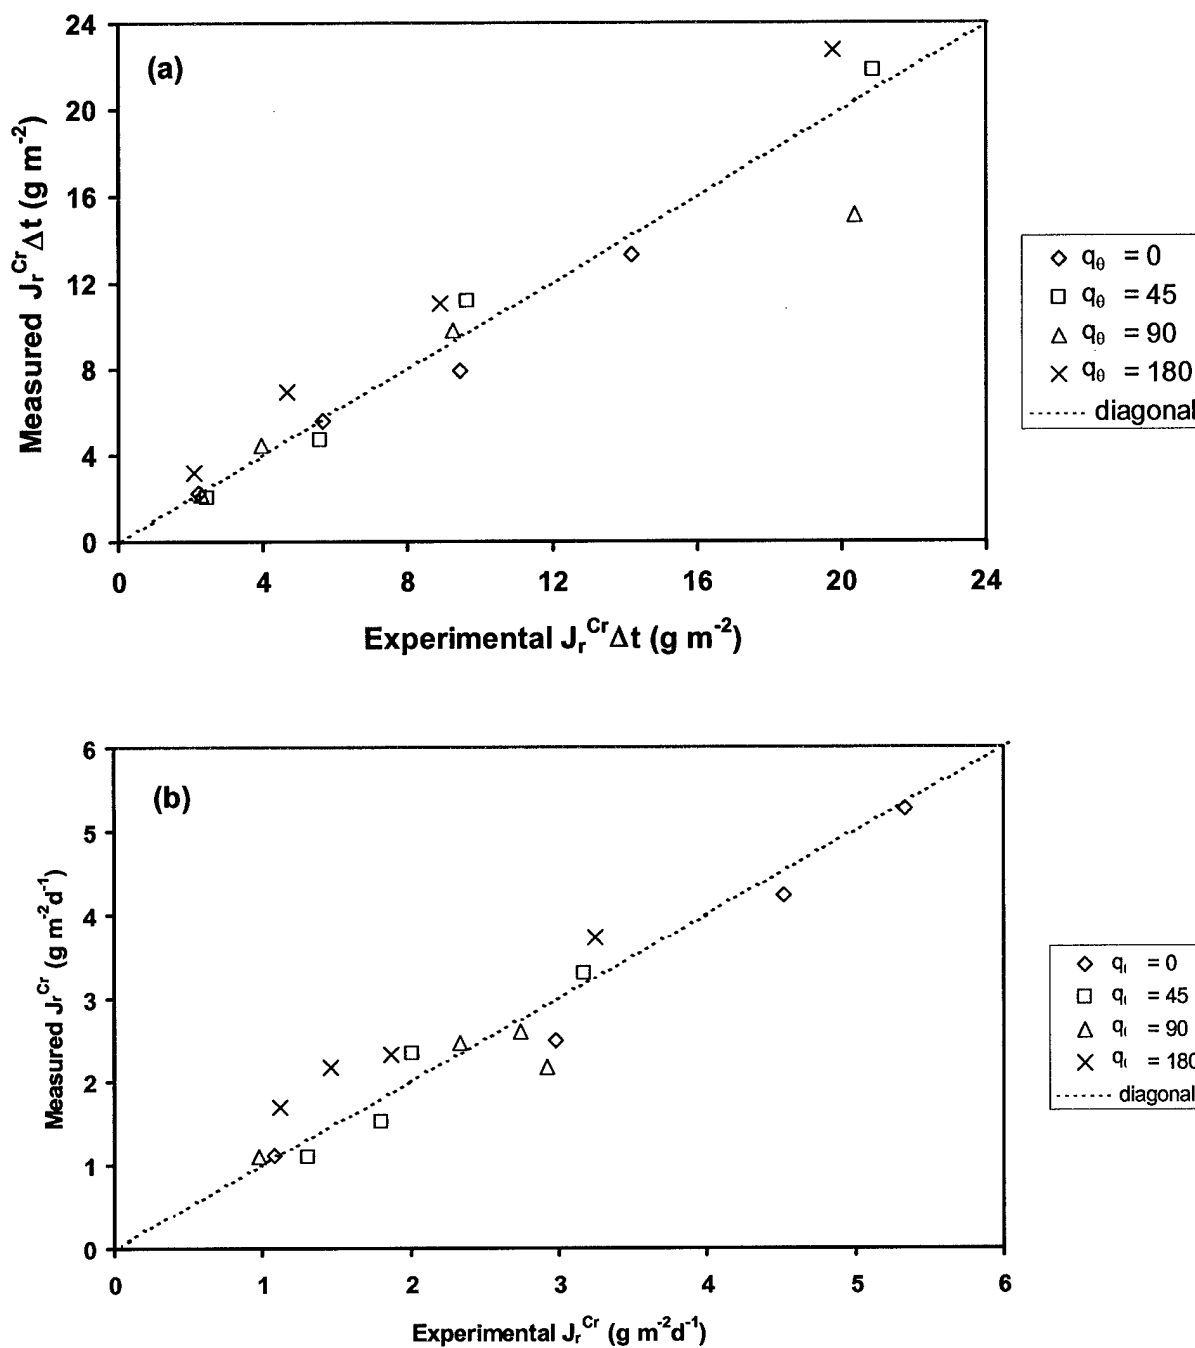 (a)
24
20
16
12
8
4
0
Measured J_r^Cr Δt (g m^-2)
0 4 8 12 16 20 24
Experimental J_r^Cr Δt (g m^-2)
q_θ = 0
q_θ = 45
q_θ = 90
q_θ = 180
diagonal
(b)
6
5
4
3
2
1
0
Measured J_r^Cr (g m^-2 d^-1)
0 1 2 3 4 5 6
Experimental J_r^Cr (g m^-2 d^-1)
q = 0
q = 45
q = 90
q = 180
diagonal